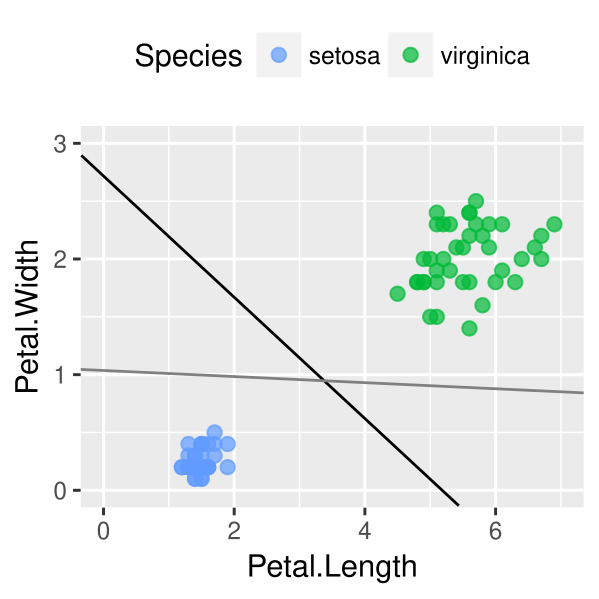 Species setosa virginica
3
2
1
0
Petal.Width
0 2 4 6
Petal.Length